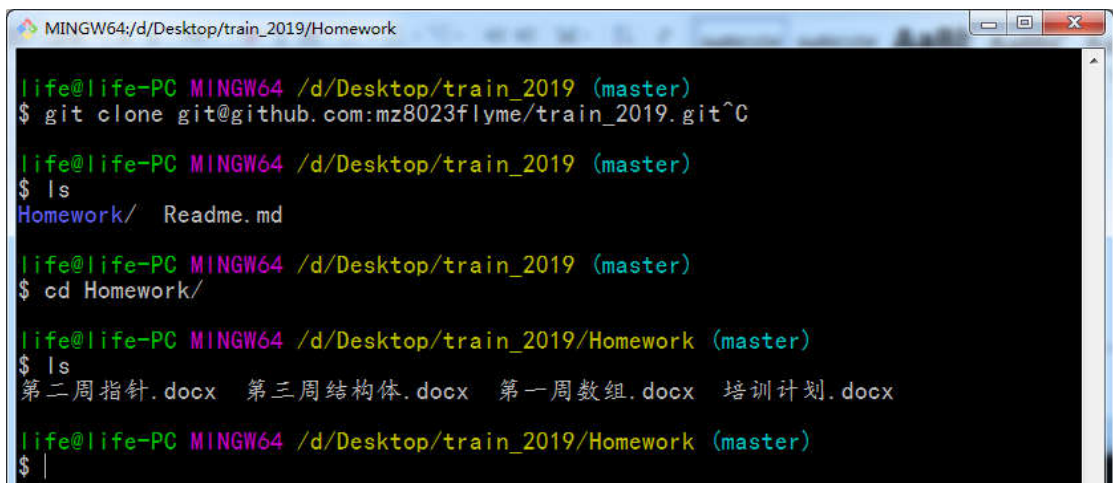 MINGW64:/d/Desktop/train_2019/Homework
life@life-PC MINGW64 /d/Desktop/train_2019 (master)
$ git clone git@github.com:mz8023flyme/train_2019.git^C
life@life-PC MINGW64 /d/Desktop/train_2019 (master)
$ ls
Homework/  Readme.md
life@life-PC MINGW64 /d/Desktop/train_2019 (master)
$ cd Homework/
life@life-PC MINGW64 /d/Desktop/train_2019/Homework (master)
$ ls
第二周指针.docx  第三周结构体.docx  第一周数组.docx  培训计划.docx
life@life-PC MINGW64 /d/Desktop/train_2019/Homework (master)
$